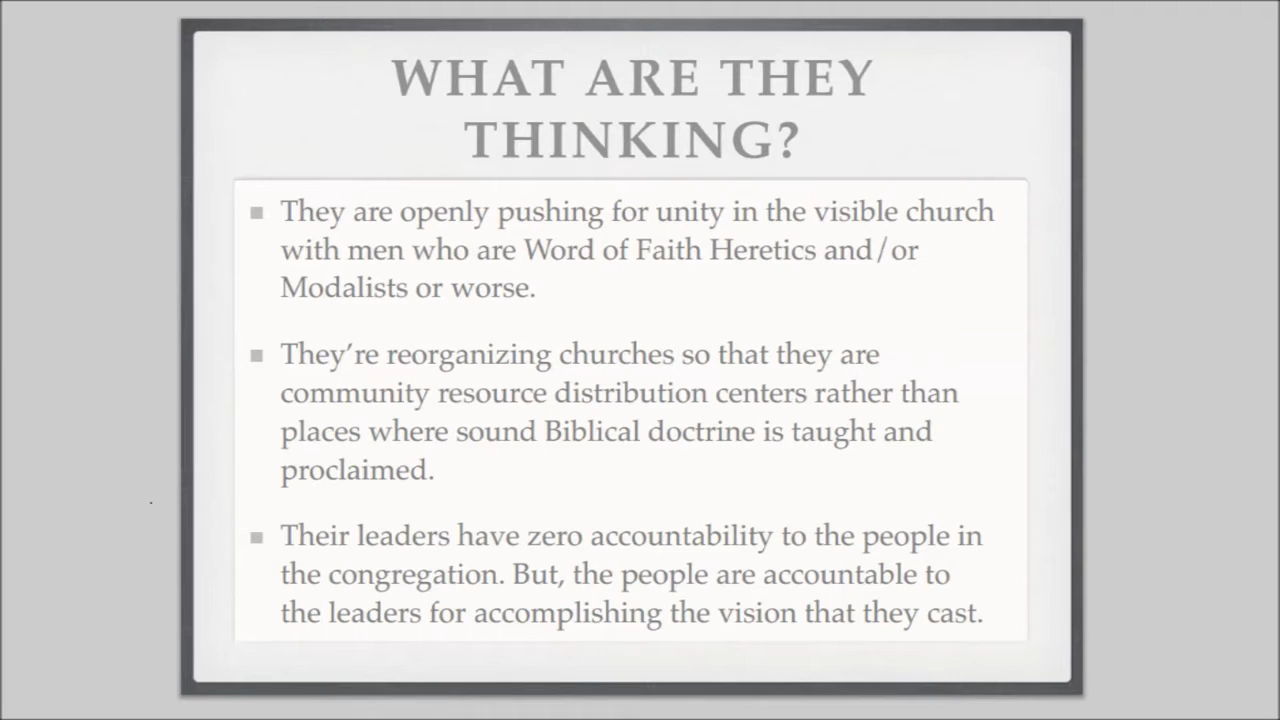 WHAT ARE THEY
THINKING?
They are openly pushing for unity in the visible church
with men who are Word of Faith Heretics and/or
Modalists or worse.
They're reorganizing churches so that they are
community resource distribution centers rather than
places where sound Biblical doctrine is taught and
proclaimed.
Their leaders have zero accountability to the people in
the congregation. But, the people are accountable to
the leaders for accomplishing the vision that they cast.